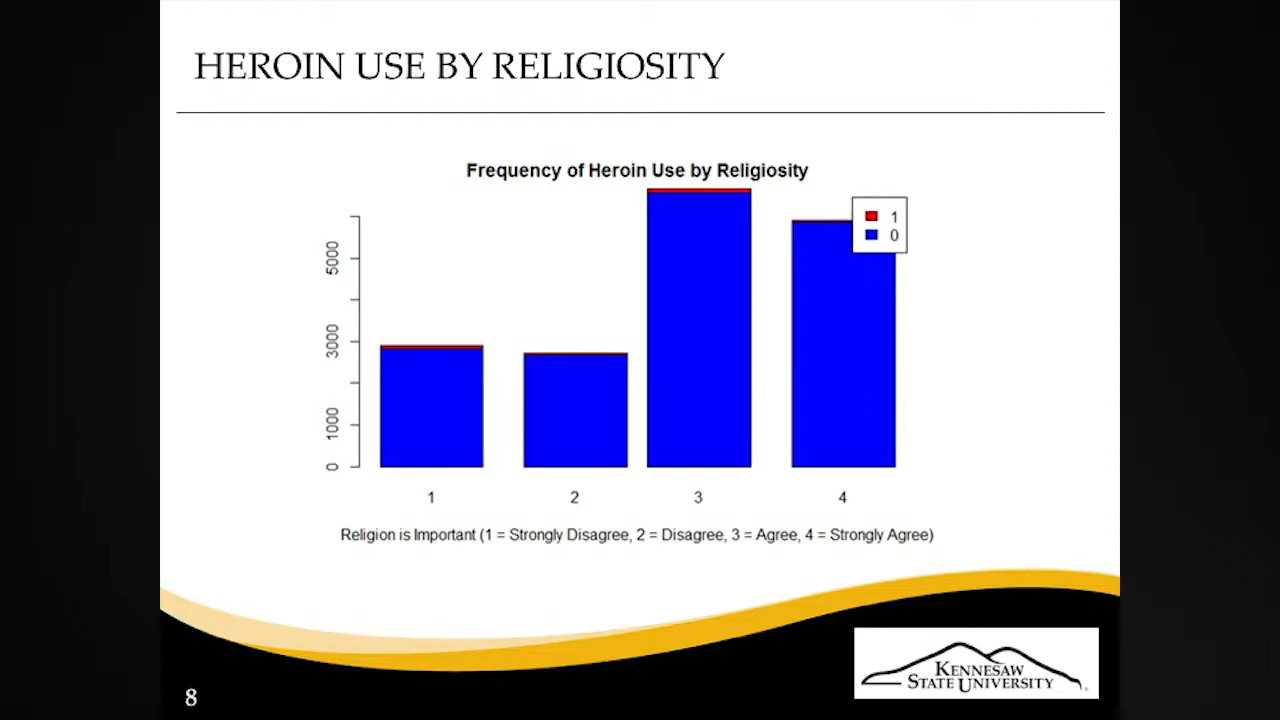 HEROIN USE BY RELIGIOSITY
Frequency of Heroin Use by Religiosity
1
0
5000
3000
1000
0
1 2 3 4
Religion is Important (1 = Strongly Disagree, 2 = Disagree, 3 = Agree, 4 = Strongly Agree)
KENNESAW
STATE UNIVERSITY
8